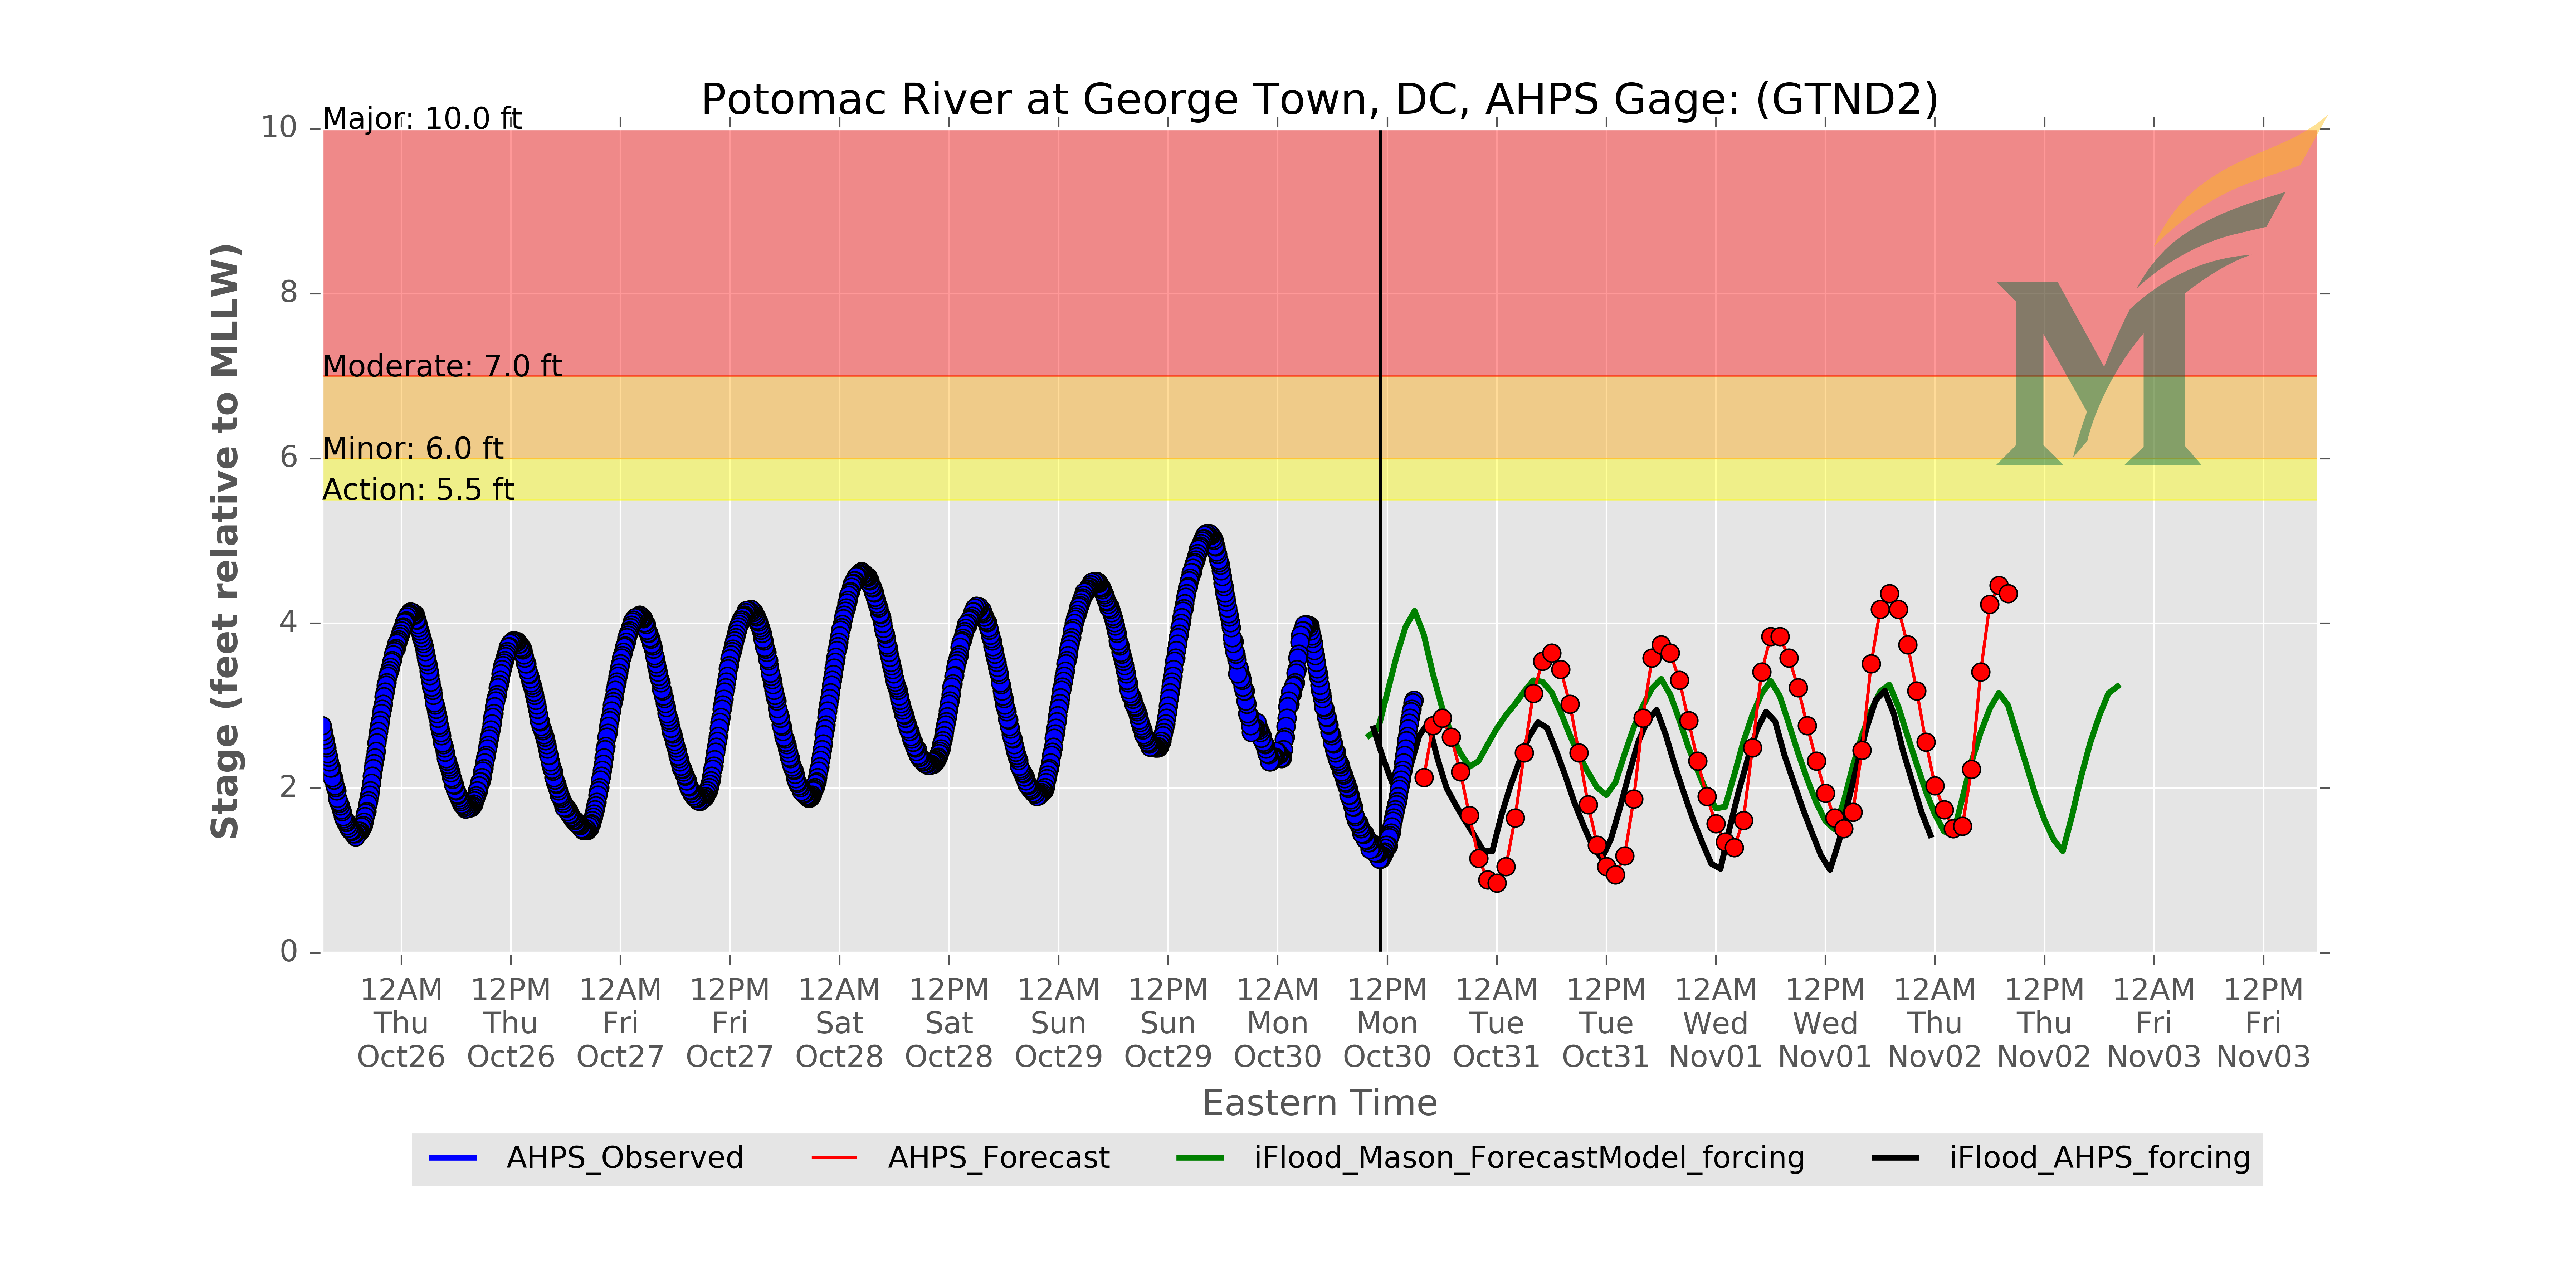 Potomac River at George Town, DC, AHPS Gage: (GTND2)
Major: 10.0 ft
Moderate: 7.0 ft
Minor: 6.0 ft
Action: 5.5 ft
Stage (feet relative to MLLW)
10
8
6
4
2
0
12AM 12PM 12AM 12PM 12AM 12PM 12AM 12PM 12AM 12PM 12AM 12PM 12AM 12PM 12AM 12PM 12AM 12PM
Thu Thu Fri Fri Sat Sat Sun Sun Mon Mon Tue Tue Wed Wed Thu Thu Fri Fri
Oct26 Oct26 Oct27 Oct27 Oct28 Oct28 Oct29 Oct29 Oct30 Oct30 Oct31 Oct31 Nov01 Nov01 Nov02 Nov02 Nov03 Nov03
Eastern Time
AHPS_Observed AHPS_Forecast iFlood_Mason_ForecastModel_forcing iFlood_AHPS_forcing
M